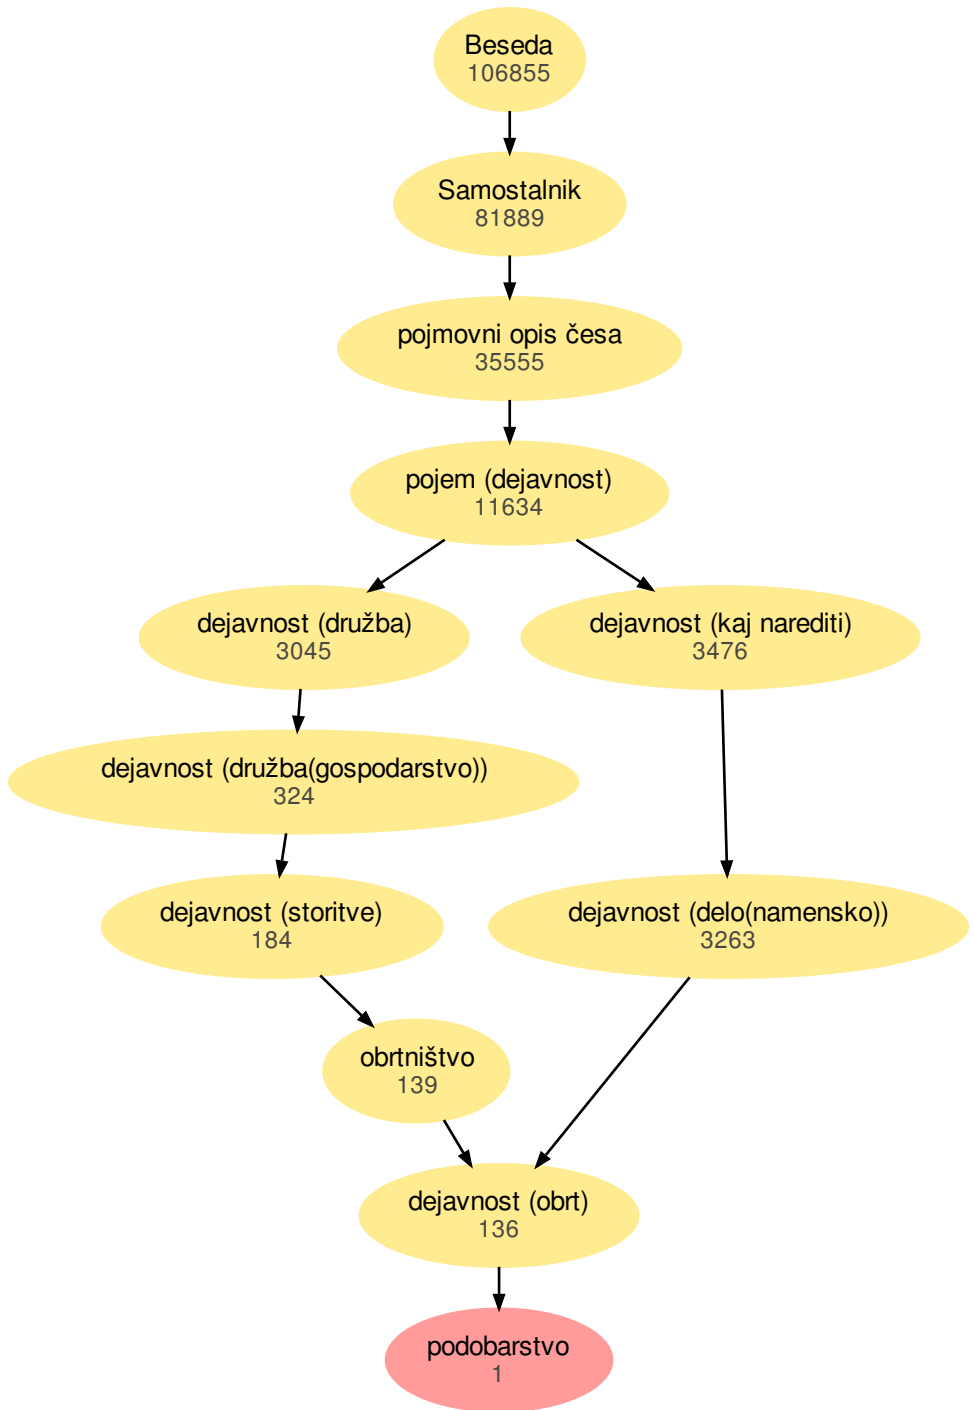 Beseda
106855
Samostalnik
81889
pojmovni opis česa
35555
pojem (dejavnost)
11634
dejavnost (družba)
3045
dejavnost (kaj narediti)
3476
dejavnost (družba(gospodarstvo))
324
dejavnost (storitve)
184
dejavnost (delo(namensko))
3263
obrtništvo
139
dejavnost (obrt)
136
podobarstvo
1